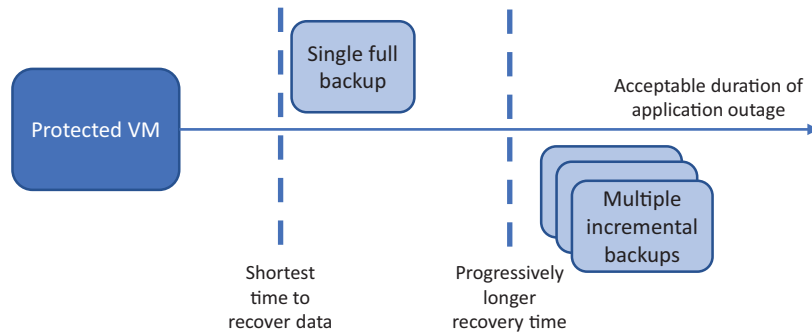 Single full
backup
Acceptable duration of
application outage
Protected VM
Multiple
incremental
backups
Shortest
time to
recover data
Progressively
longer
recovery time